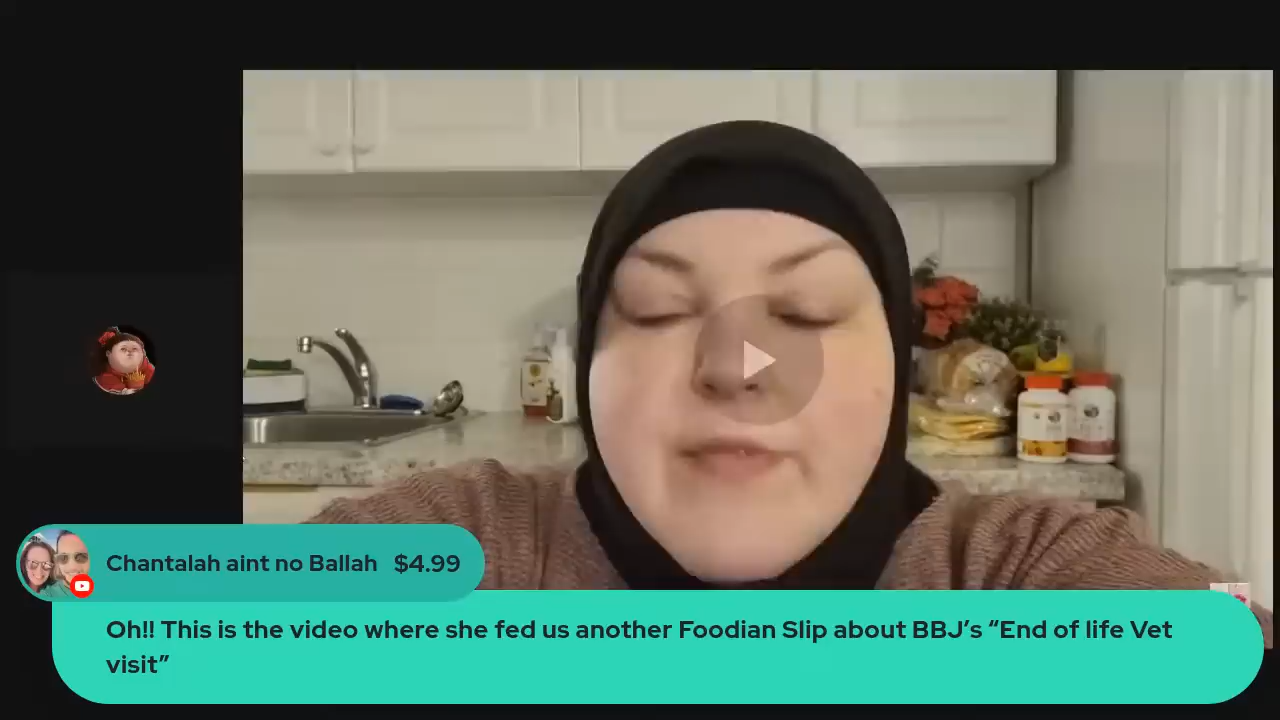 Chantalah aint no Ballah $4.99
Oh!! This is the video where she fed us another Foodian Slip about BBJ’s “End of life Vet
visit”